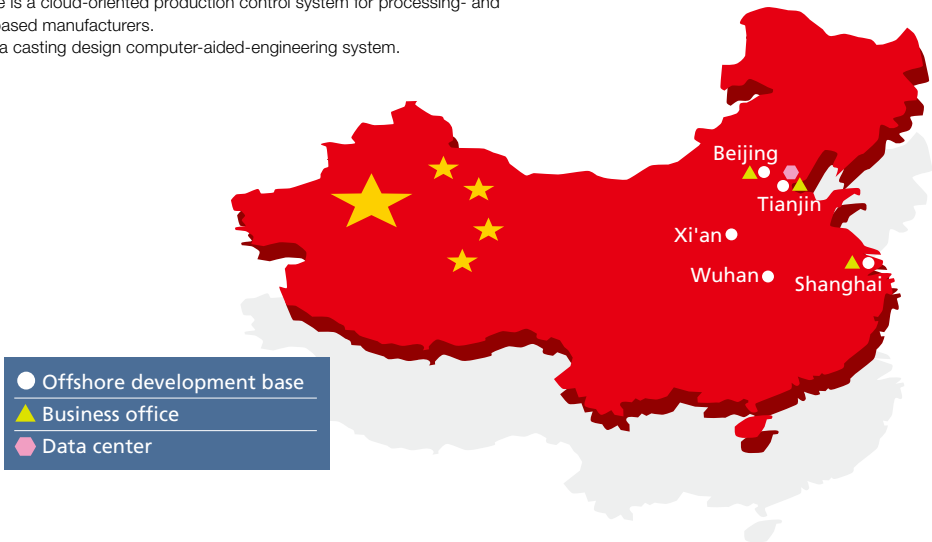 e is a cloud-oriented production control system for processing- and
based manufacturers.
a casting design computer-aided-engineering system.
Beijing
Tianjin
Xi'an
Wuhan
Shanghai
Offshore development base
Business office
Data center